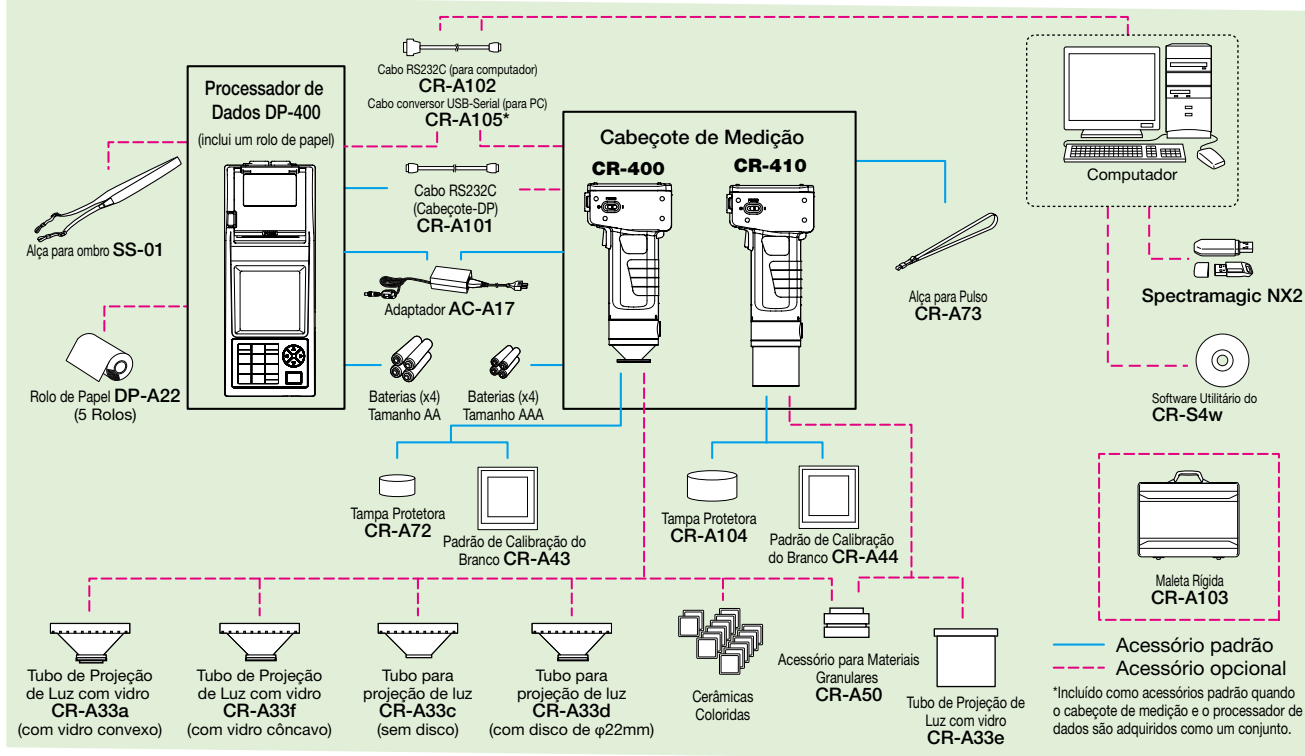 Cabo RS232C (para computador)
CR-A102
Cabo conversor USB-Serial (para PC)
CR-A105*
Processador de
Dados DP-400
(inclui um rolo de papel)
Cabeçote de Medição
CR-400
CR-410
Computador
Cabo RS232C
(Cabeçote-DP)
CR-A101
Alça para ombro SS-01
Adaptador AC-A17
Alça para Pulso
CR-A73
Spectramagic NX2
Rolo de Papel DP-A22
(5 Rolos)
Baterias (x4)
Tamanho AA
Baterias (x4)
Tamanho AAA
Software Utilitário do
CR-S4w
Tampa Protetora
CR-A72
Padrão de Calibração do
Branco CR-A43
Tampa Protetora
CR-A104
Padrão de Calibração
do Branco CR-A44
Maleta Rígida
CR-A103
Tubo de Projeção
de Luz com vidro
CR-A33a
(com vidro convexo)
Tubo de Projeção
de Luz com vidro
CR-A33f
(com vidro côncavo)
Tubo para
projeção de luz
CR-A33c
(sem disco)
Tubo para
projeção de luz
CR-A33d
(com disco de φ22mm)
Cerâmicas
Coloridas
Acessório para Materiais
Granulares
CR-A50
Tubo de Projeção de
Luz com vidro
CR-A33e
Acessório padrão
Acessório opcional
*Incluído como acessórios padrão quando
o cabeçote de medição e o processador de
dados são adquiridos como um conjunto.